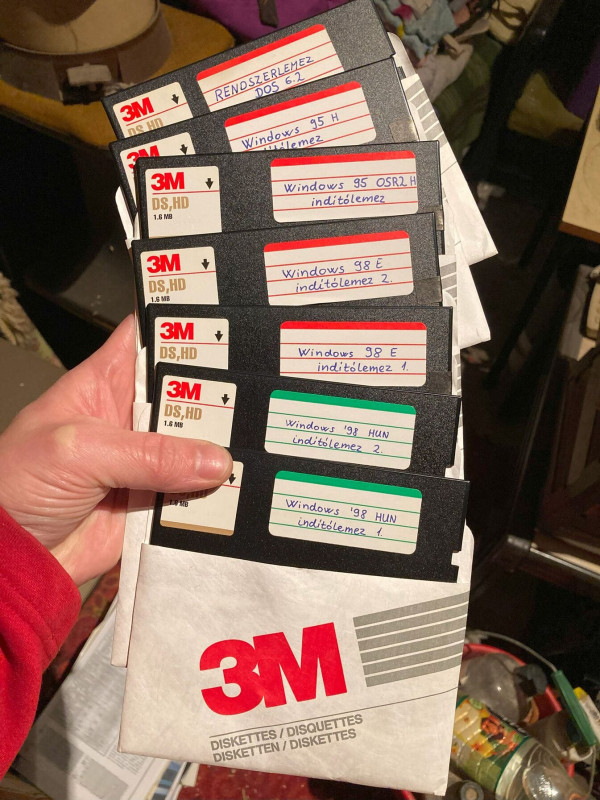 3M
DS,HD
RENDSZERLEMEZ
DOS 6.2
3M
Windows 95 H
indítólemez
3M
DS,HD
1.6 MB
Windows 95 OSR2 H
indítólemez
3M
DS,HD
1.6 MB
Windows 98 E
indítólemez 2.
3M
DS,HD
Windows 98 E
indítólemez 1.
3M
DS,HD
1.6 MB
Windows '98 HUN
indítólemez 2.
1.6 MB
Windows '98 HUN
indítólemez 1.
3M
DISKETTES / DISQUETTES
DISKETTEN / DISKETTES